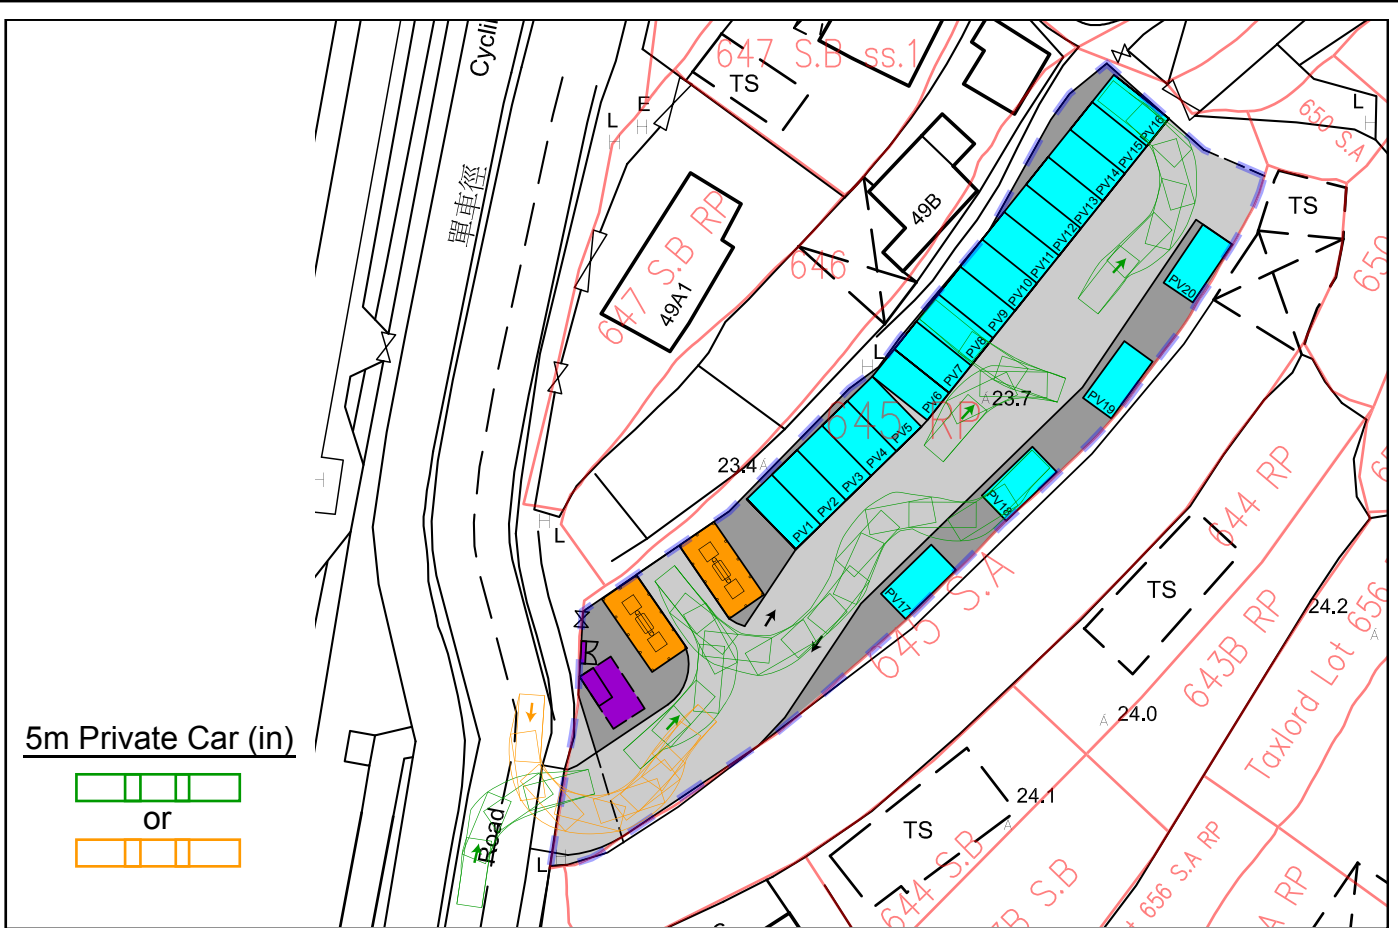 Cycli
647 S.B ss.1
TS
E
L
L
650 S.A
單車徑
647 S.B RP
49A1
49B
646
TS
650
PV16
PV15
PV14
PV13
PV12
PV11
PV10
PV9
PV8
PV7
PV6
PV5
PV4
PV3
PV2
PV1
PV20
PV19
PV18
PV17
L
23.7
645 RP
23.4
644 RP
L
645 S.A
TS
24.2
643B RP
656
Taxlord Lot
24.0
5m Private Car (in)
or
Road
24.1
TS
L
644 S.B
B S.B
656 S.A RP
A RP